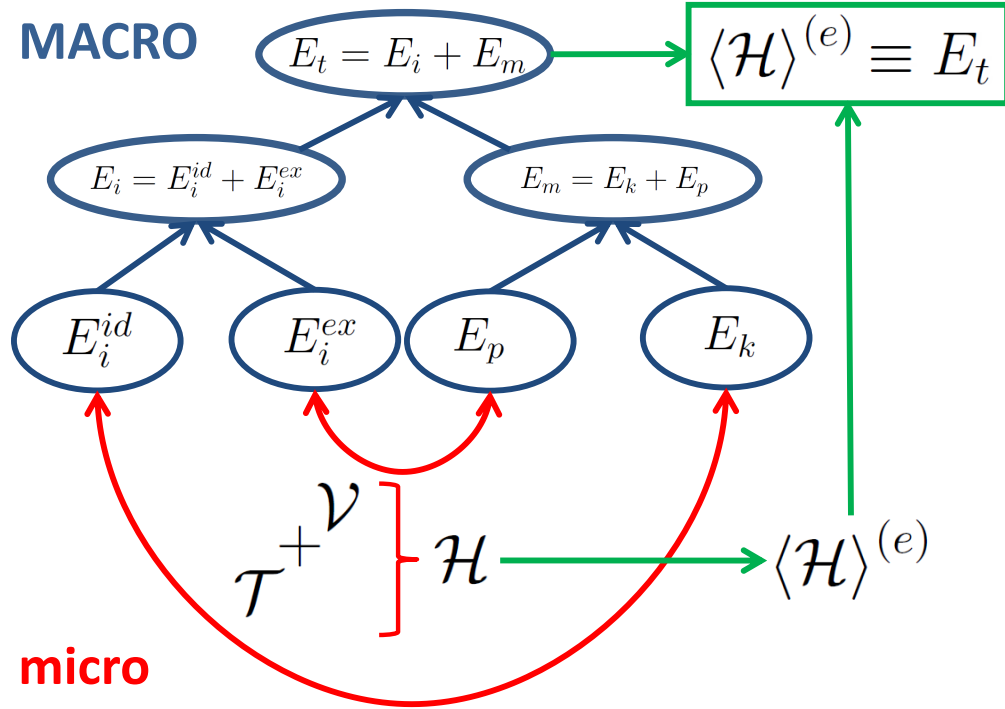 MACRO
E_t = E_i + E_m
⟨ℋ⟩^{(e)} ≡ E_t
E_i = E_i^{id} + E_i^{ex}
E_m = E_k + E_p
E_i^{id}
E_i^{ex}
E_p
E_k
𝒯 + 𝒱
ℋ
⟨ℋ⟩^{(e)}
micro